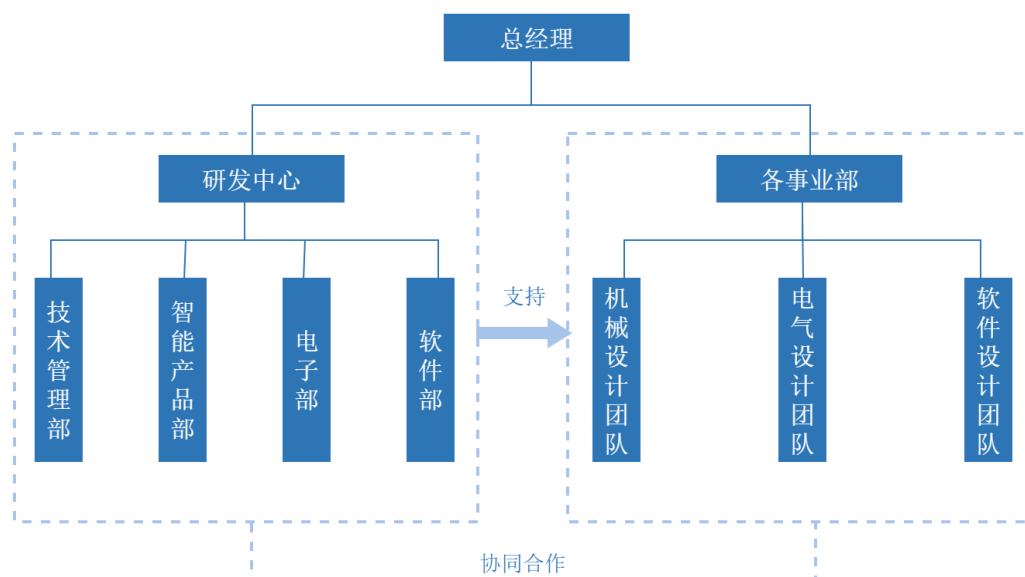 总经理
研发中心
各事业部
技术管理部
智能产品部
电子部
软件部
支持
机械设计团队
电气设计团队
软件设计团队
协同合作